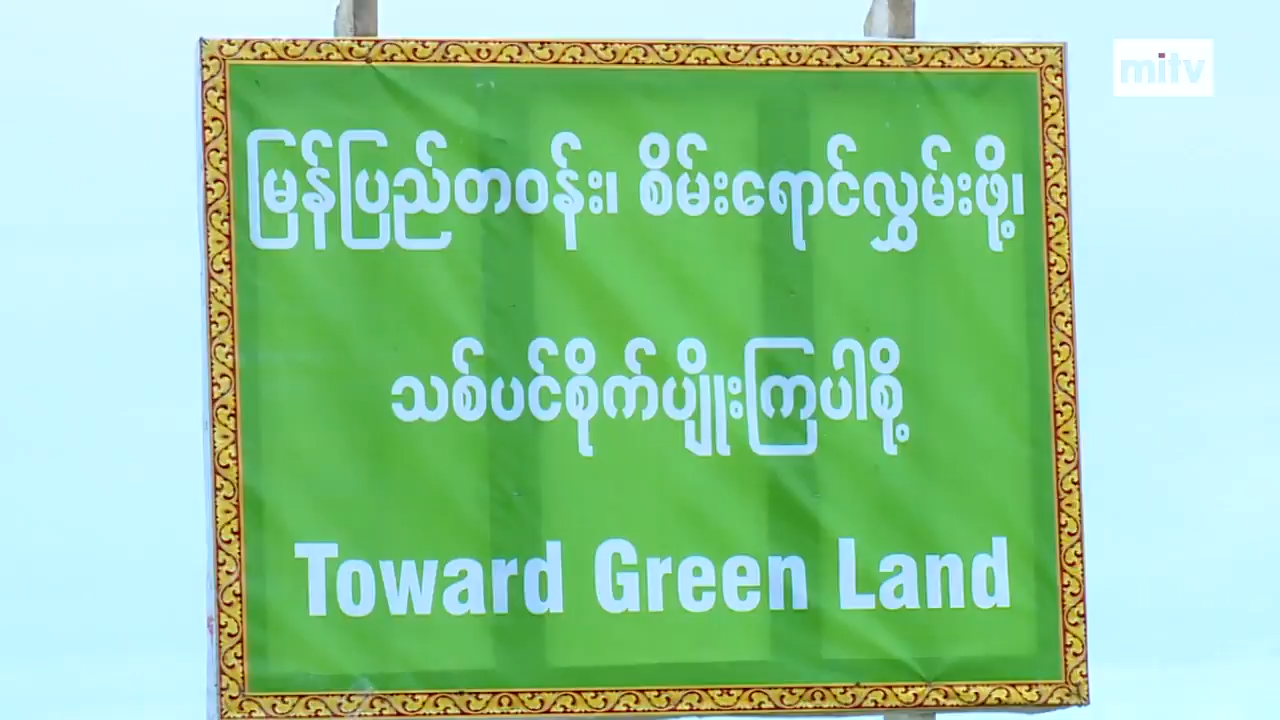 mitv
မြန်ပြည်တဝန်း၊ စိမ်းရောင်လွှမ်းဖို့၊
သစ်ပင်စိုက်ပျိုးကြပါစို့
Toward Green Land